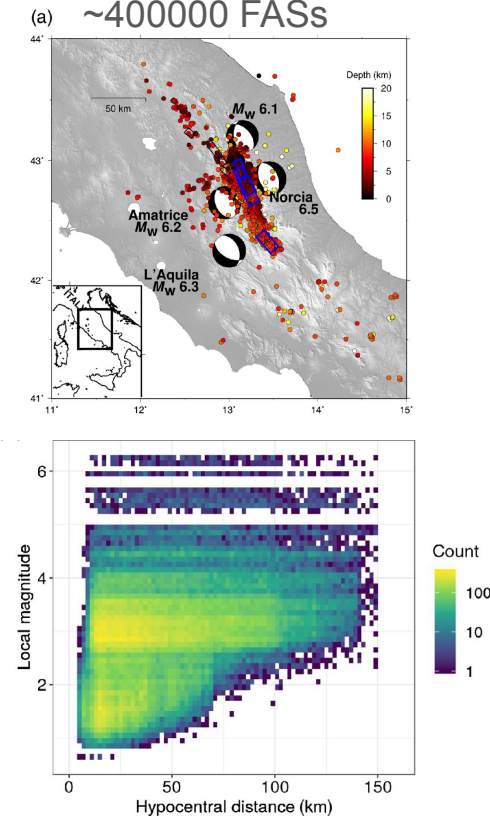 (a) ~400000 FASs
44˚
43˚
42˚
41˚
11˚ 12˚ 13˚ 14˚ 15˚
50 km
Depth (km)
20
15
10
5
0
Mw 6.1
Norcia
6.5
Amatrice
Mw 6.2
L'Aquila
Mw 6.3
ITALY
Local magnitude
6
4
2
0 50 100 150
Hypocentral distance (km)
Count
100
10
1